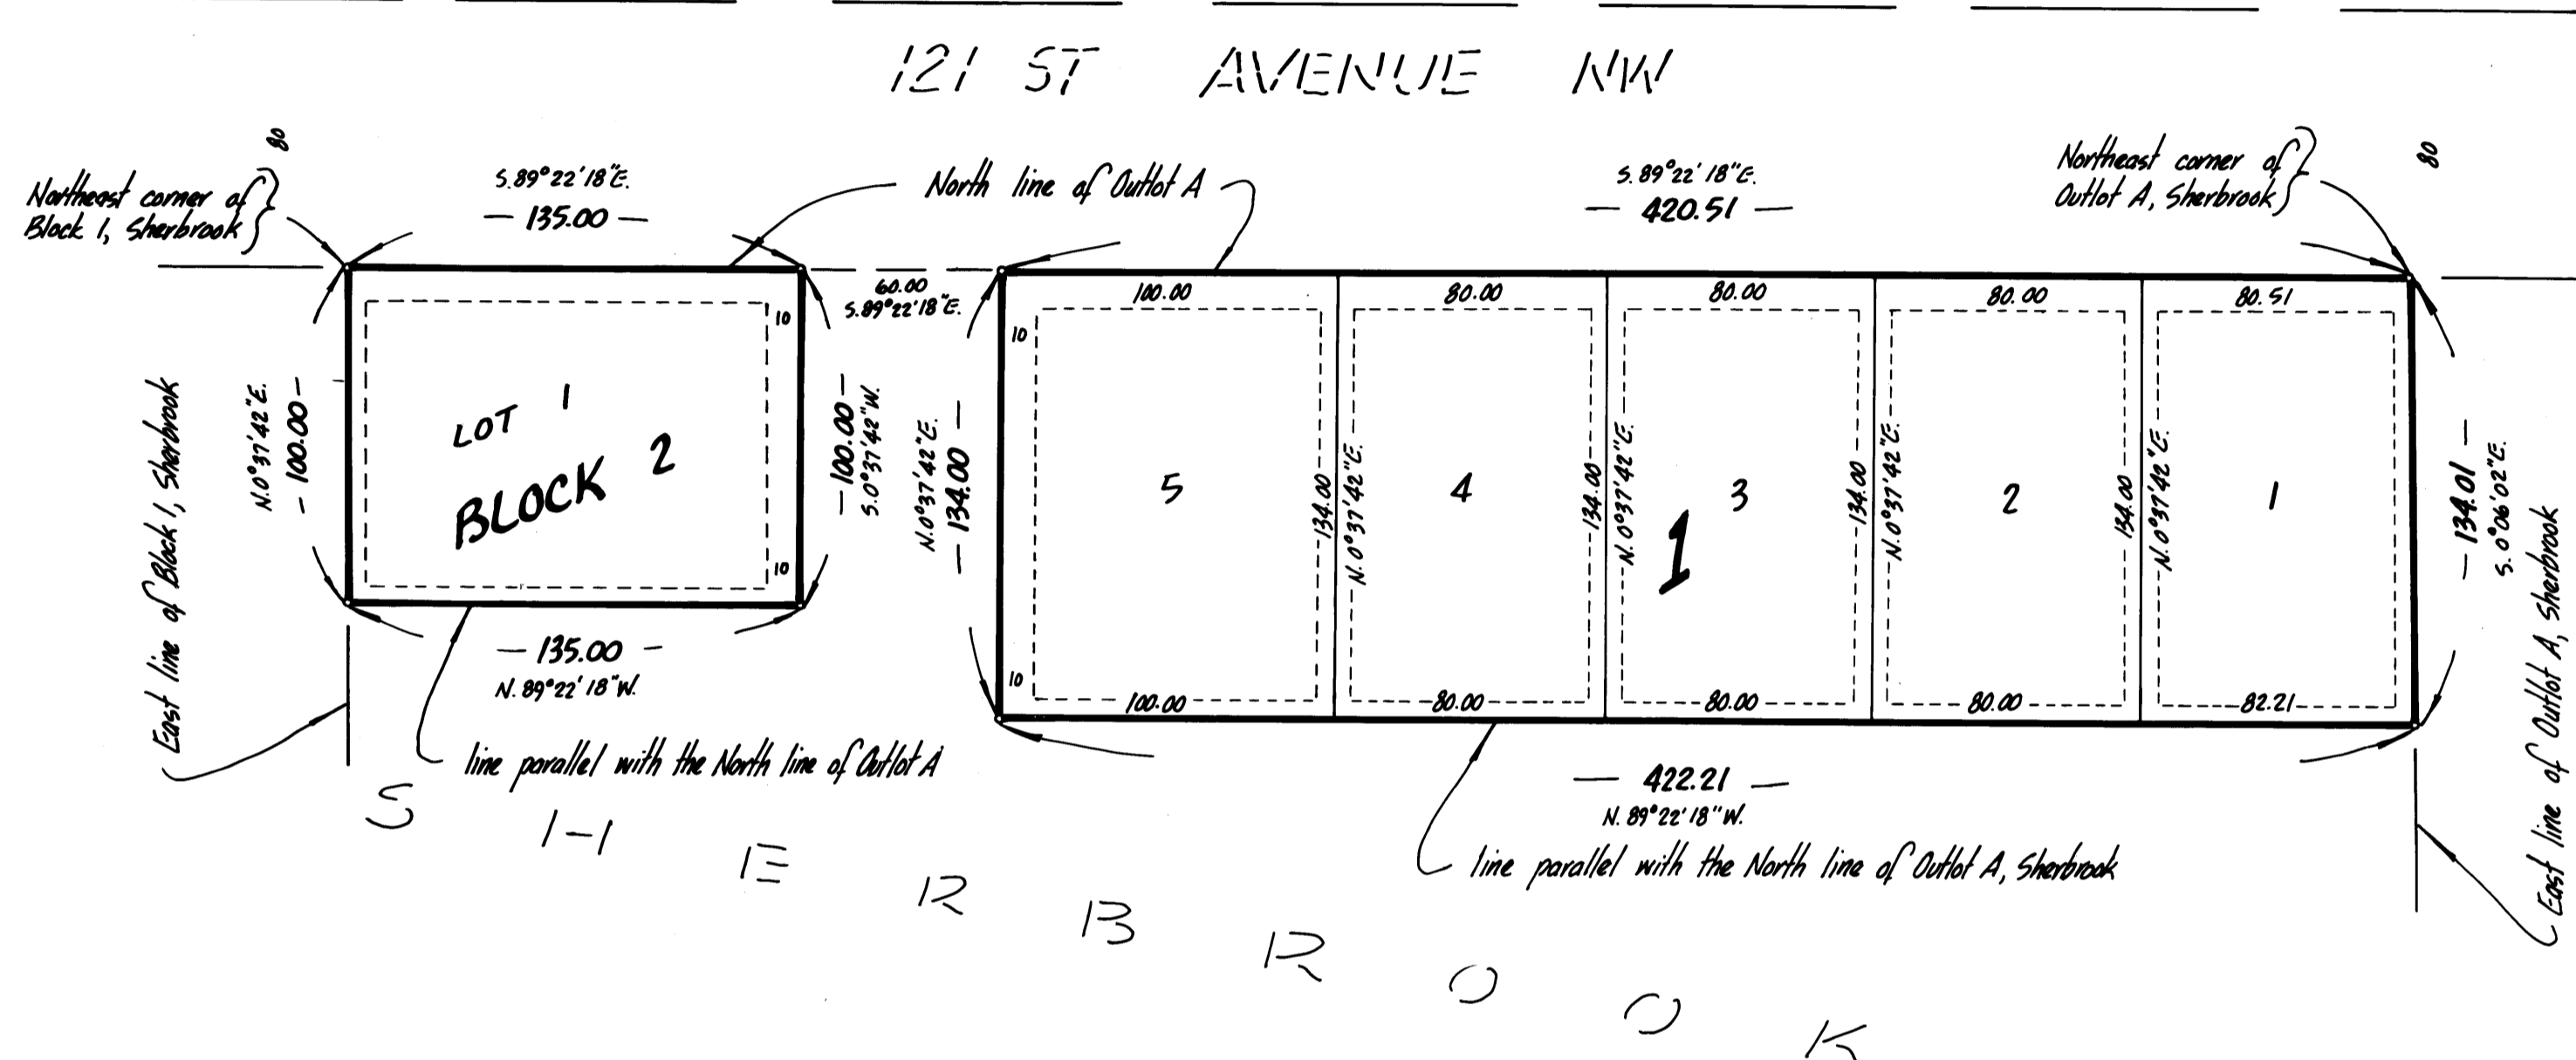 121 ST AVENUE NW
80
Northeast corner of
Block 1, Sherbrook
S. 89°22'18"E.
— 135.00 —
North line of Outlot A
S. 89°22'18"E.
— 420.51 —
Northeast corner of
Outlot A, Sherbrook
80
60.00
S. 89°22'18"E.
100.00
80.00
80.00
80.00
80.51
10
10
East line of Block 1, Sherbrook
N. 0°37'42"E.
— 100.00 —
LOT 1
BLOCK 2
— 100.00 —
S. 0°37'42"W.
N. 0°37'42"E.
— 134.00 —
5
134.00
N. 0°37'42"E.
4
134.00
N. 0°37'42"E.
3
1
134.00
N. 0°37'42"E.
2
134.00
N. 0°37'42"E.
1
— 134.01 —
S. 0°06'02"E.
East line of Outlot A, Sherbrook
10
10
100.00
80.00
80.00
80.00
82.21
— 135.00 —
N. 89°22'18"W.
line parallel with the North line of Outlot A
— 422.21 —
N. 89°22'18"W.
line parallel with the North line of Outlot A, Sherbrook
SHERBROOK